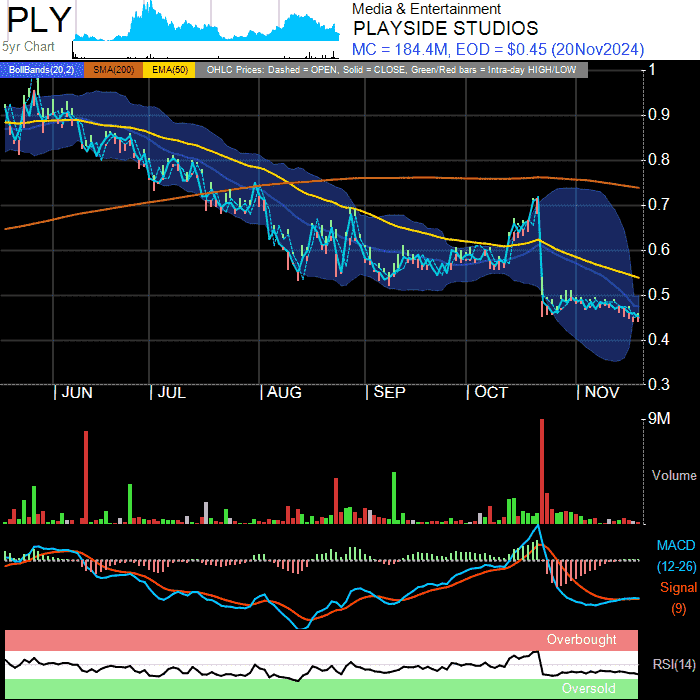 PLY
5yr Chart
Media & Entertainment
PLAYSIDE STUDIOS
MC = 184.4M, EOD = $0.45 (20Nov2024)
BollBands(20,2) SMA(200) EMA(50) OHLC Prices: Dashed = OPEN, Solid = CLOSE, Green/Red bars = Intra-day HIGH/LOW
1
0.9
0.8
0.7
0.6
0.5
0.4
0.3
| JUN | JUL | AUG | SEP | OCT | NOV
9M
Volume
MACD
(12-26)
Signal
(9)
Overbought
RSI(14)
Oversold